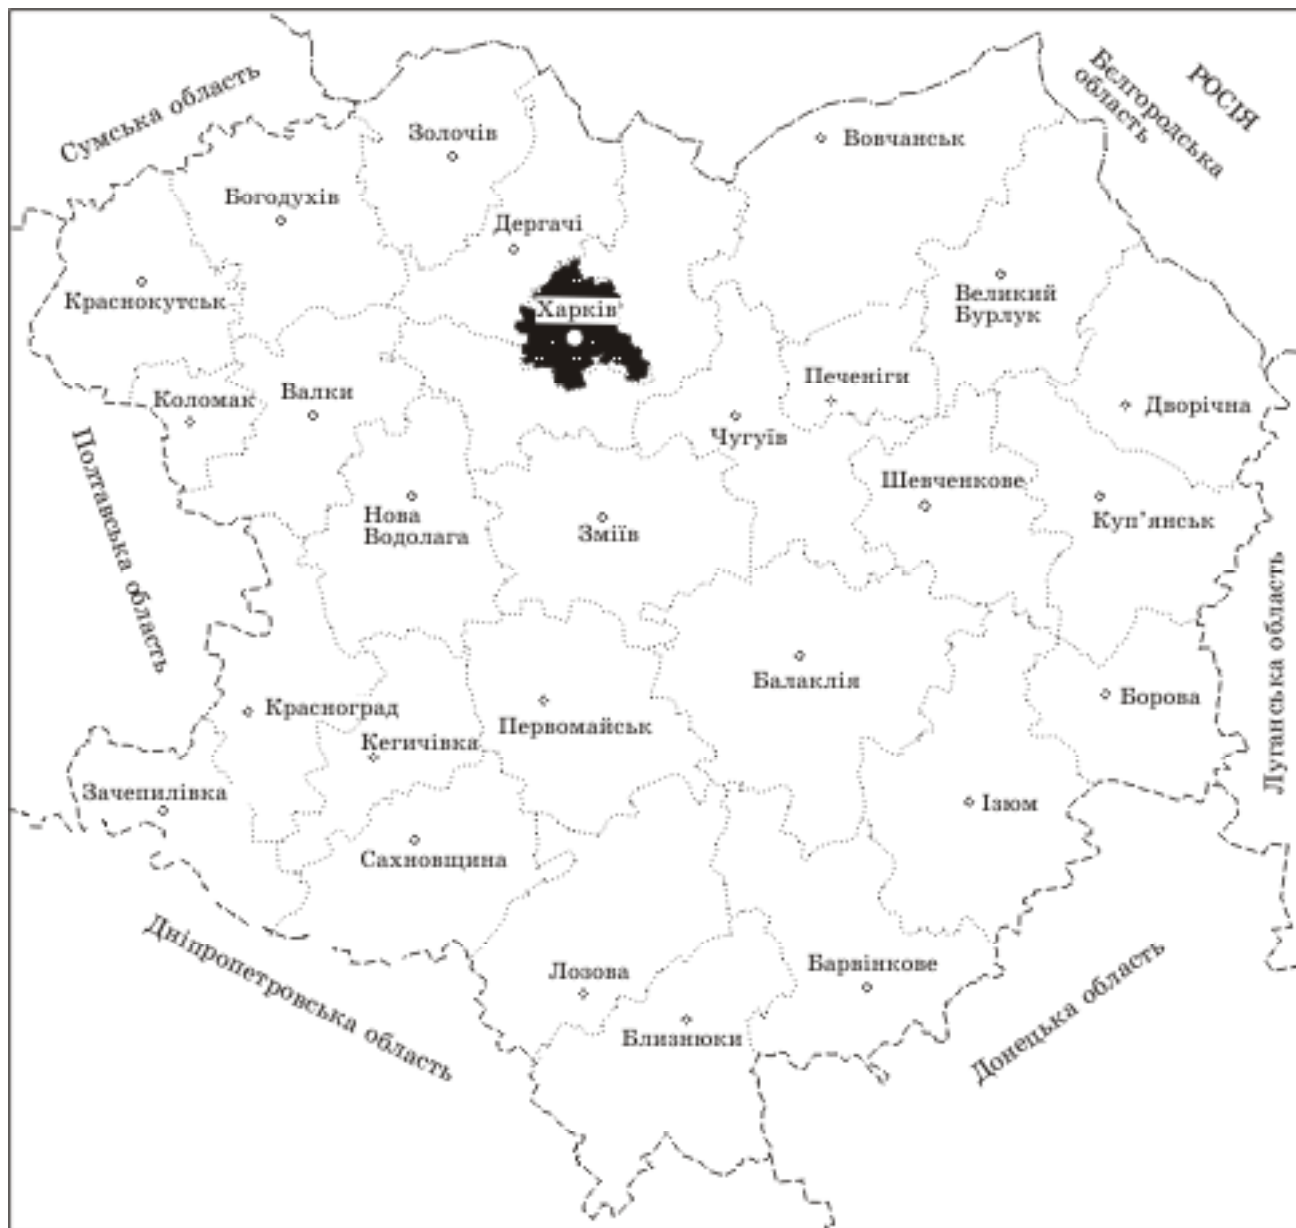 Сумська область
Бєлгородська
область
РОСІЯ
Золочів
Вовчанськ
Богодухів
Дергачі
Краснокутськ
Харків
Великий
Бурлук
Коломак
Валки
Печеніги
Дворічна
Чугуїв
Полтавська область
Нова
Водолага
Зміїв
Шевченкове
Куп’янськ
Луганська область
Красноград
Кегичівка
Первомайськ
Балаклія
Борова
Зачепилівка
Сахновщина
Ізюм
Дніпропетровська область
Лозова
Близнюки
Барвінкове
Донецька область